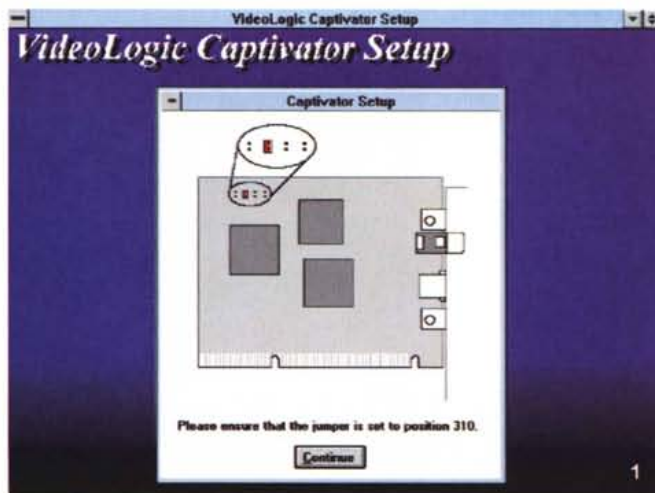 VideoLogic Captivator Setup
VideoLogic Captivator Setup
Captivator Setup
Please ensure that the jumper is set to position 310.
Continue
1